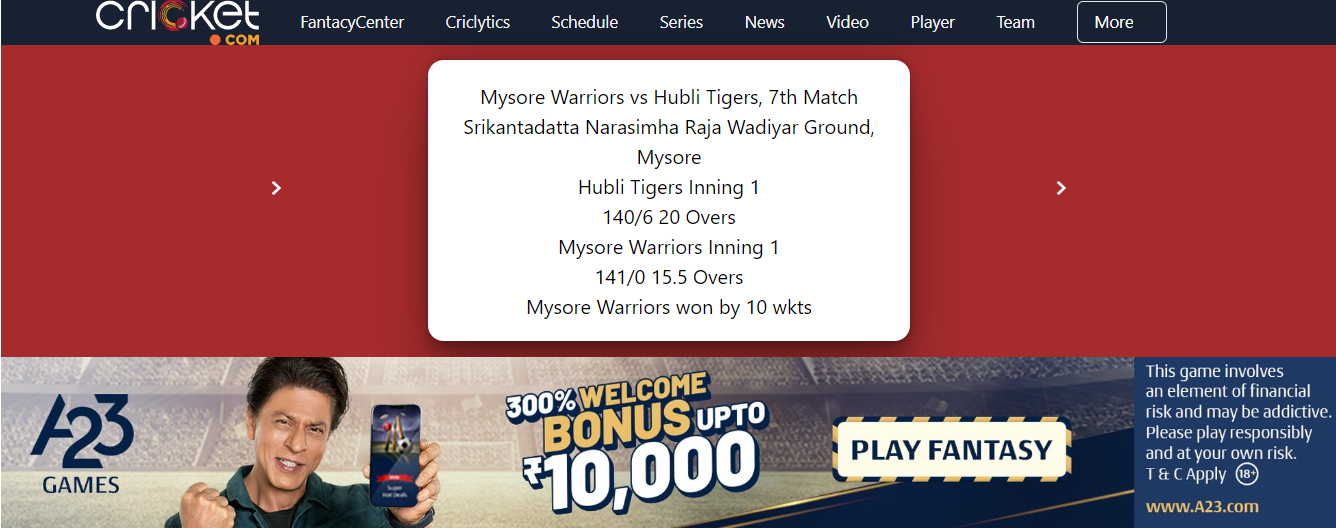 cricket
.COM
FantacyCenter Criclytics Schedule Series News Video Player Team More
Mysore Warriors vs Hubli Tigers, 7th Match
Srikantadatta Narasimha Raja Wadiyar Ground,
Mysore
Hubli Tigers Inning 1
140/6 20 Overs
Mysore Warriors Inning 1
141/0 15.5 Overs
Mysore Warriors won by 10 wkts
A23
GAMES
Super
Hot Deals
300% WELCOME
BONUS UPTO
₹10,000
PLAY FANTASY
This game involves
an element of financial
risk and may be addictive.
Please play responsibly
and at your own risk.
T & C Apply 18+
www.A23.com